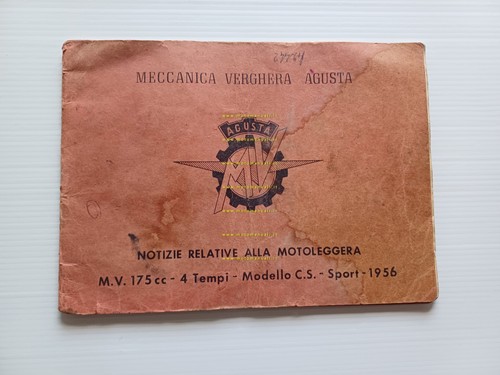 MECCANICA VERGHERA AGUSTA
AGUSTA
MV
NOTIZIE RELATIVE ALLA MOTOLEGGERA
M.V. 175 cc - 4 Tempi - Modello C.S. - Sport - 1956